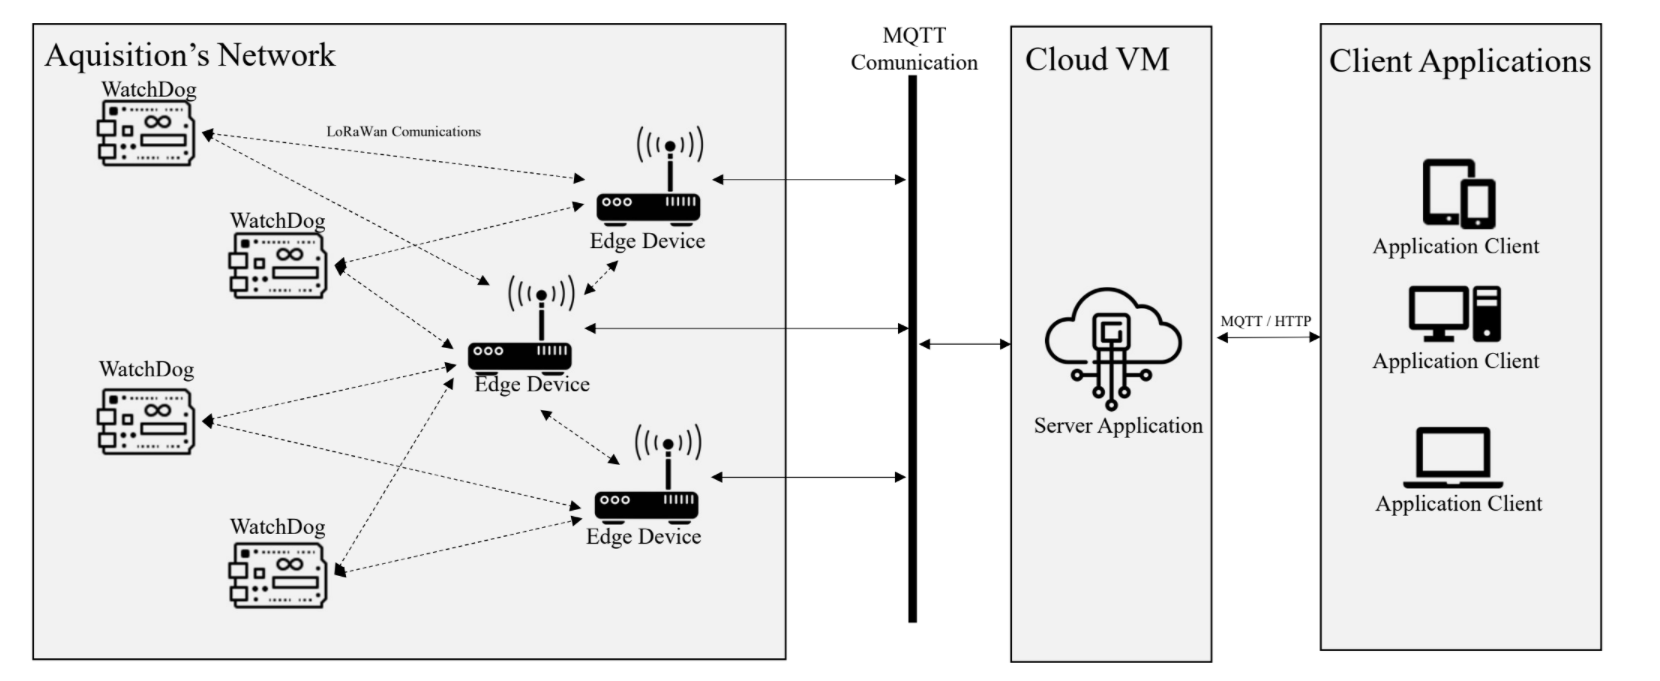 Aquisition's Network
WatchDog
LoRaWan Comunications
WatchDog
Edge Device
WatchDog
Edge Device
WatchDog
Edge Device
MQTT
Comunication
Cloud VM
Server Application
MQTT / HTTP
Client Applications
Application Client
Application Client
Application Client